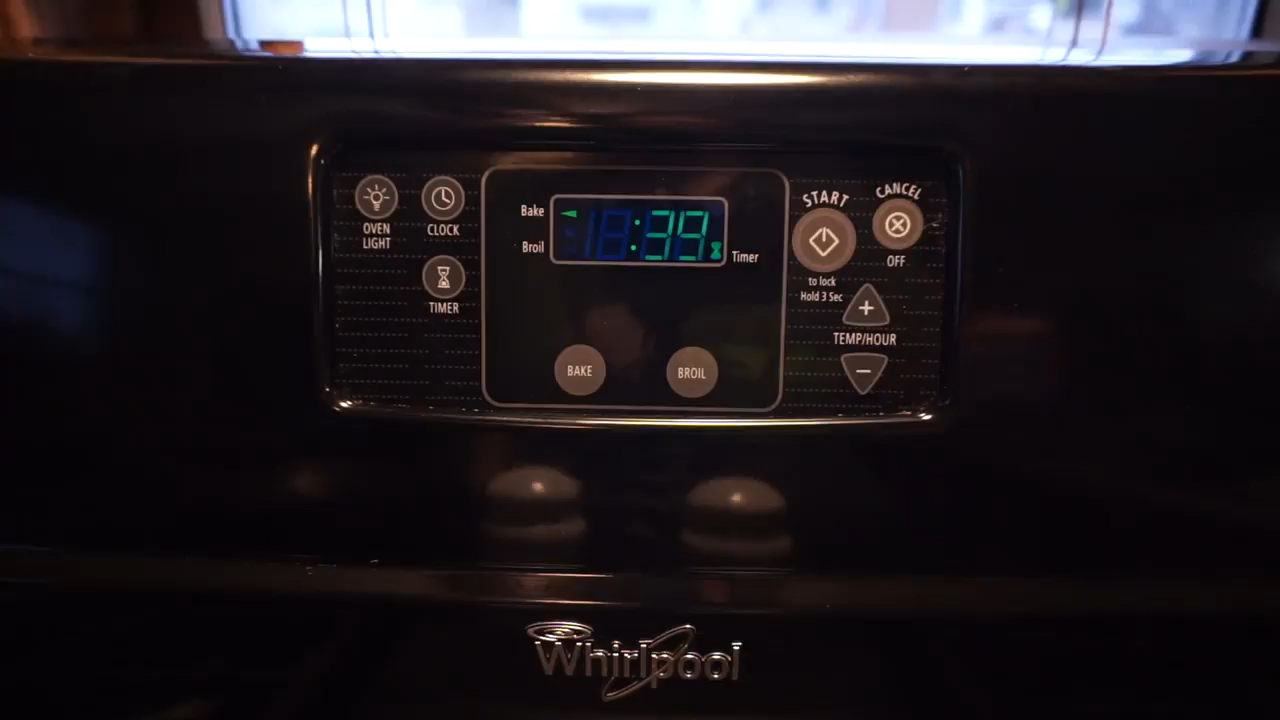 OVEN
LIGHT
CLOCK
TIMER
Bake
Broil
:39
Timer
BAKE
BROIL
START
to lock
Hold 3 Sec
CANCEL
OFF
+
TEMP/HOUR
−
Whirlpool